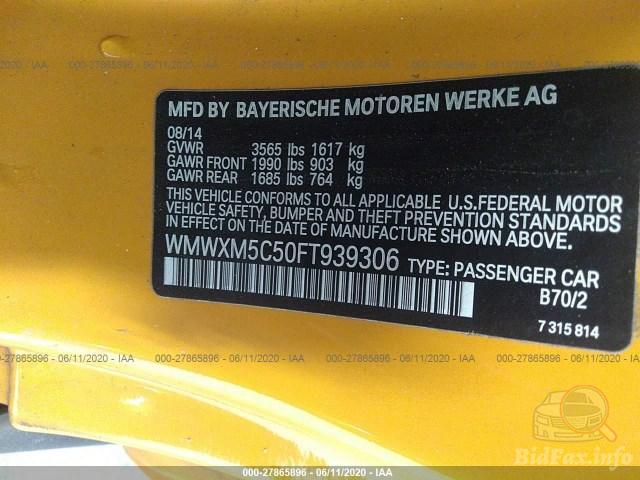 000-27865896 - 06/11/2020 - IAA
MFD BY BAYERISCHE MOTOREN WERKE AG
08/14
GVWR 3565 lbs 1617 kg
GAWR FRONT 1990 lbs 903 kg
GAWR REAR 1685 lbs 764 kg
THIS VEHICLE CONFORMS TO ALL APPLICABLE U.S.FEDERAL MOTOR
VEHICLE SAFETY, BUMPER AND THEFT PREVENTION STANDARDS
IN EFFECT ON THE DATE OF MANUFACTURE SHOWN ABOVE.
WMWXM5C50FT939306 TYPE: PASSENGER CAR
B70/2
7 315 814
000-27865896 - 06/11/2020 - IAA
BidFax.info
000-27865896 - 06/11/2020 - IAA